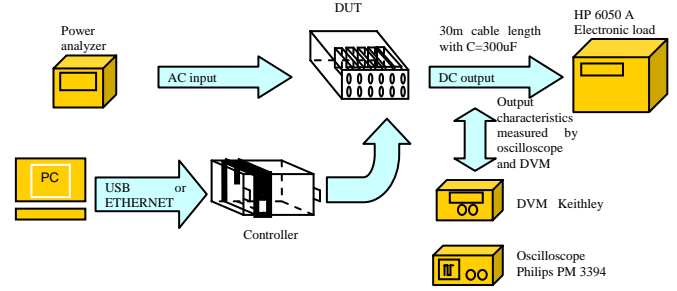 DUT
HP 6050 A
Electronic load
Power
analyzer
30m cable length
with C=300uF
AC input
DC output
Output
characteristics
measured by
oscilloscope
and DVM
PC
USB or
ETHERNET
Controller
DVM Keithley
Oscilloscope
Philips PM 3394